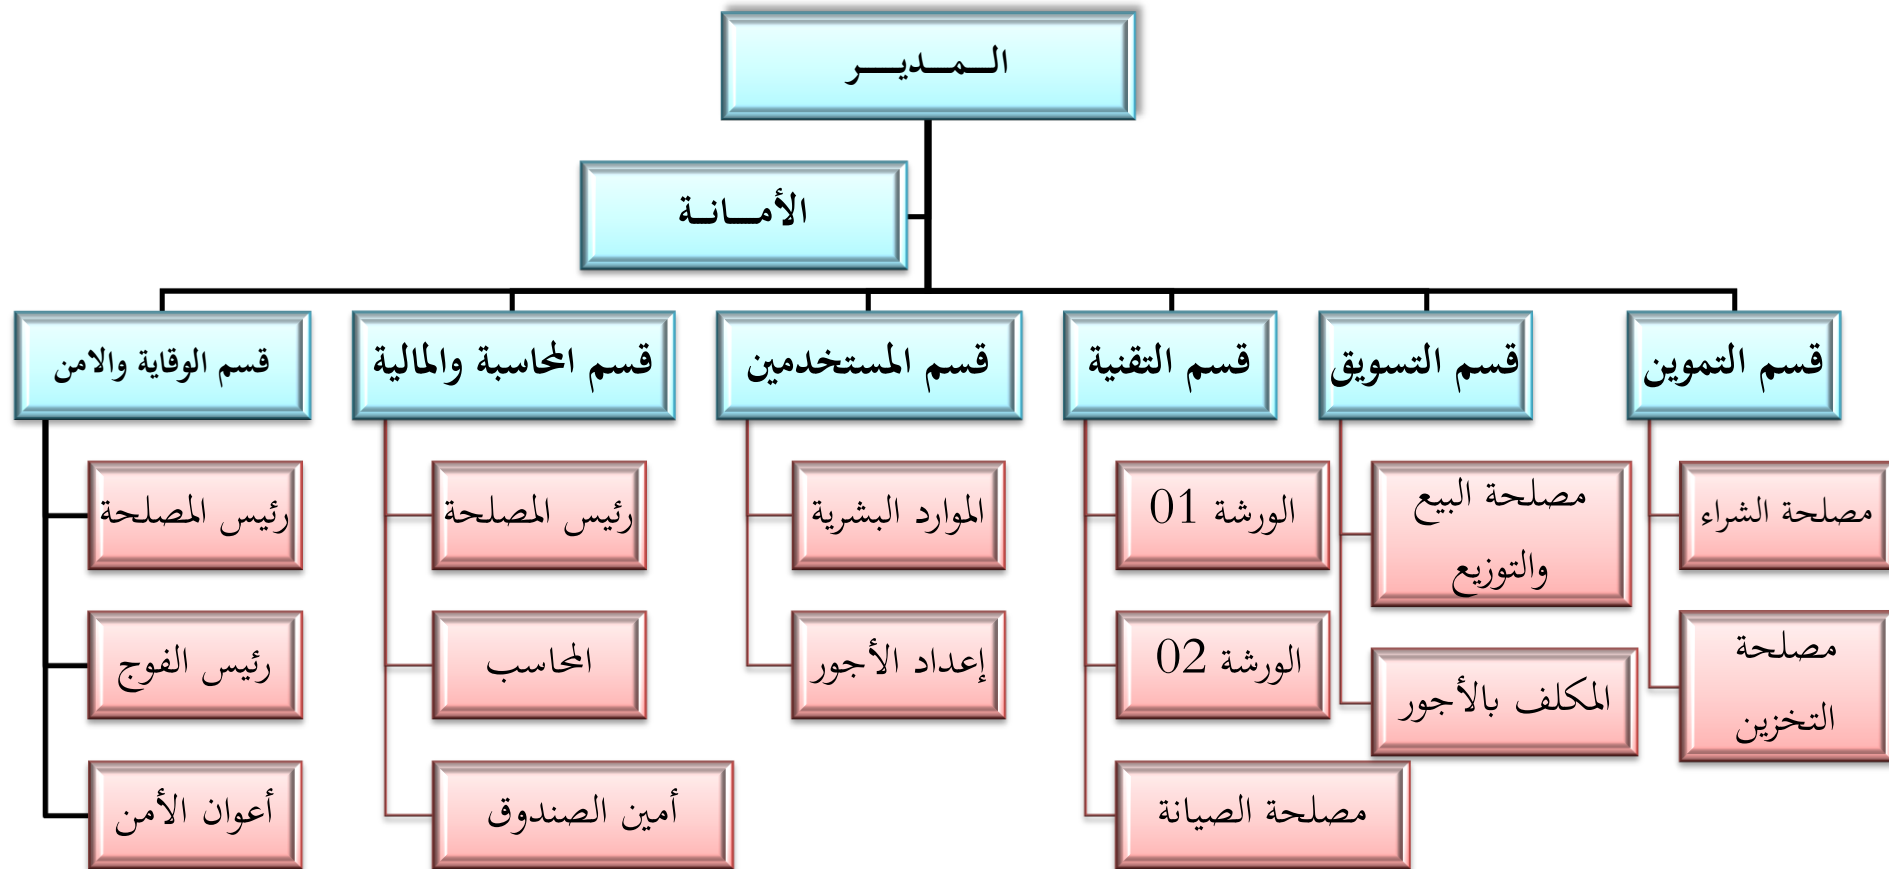 الـــمـــديـــــر
الأمـــانـــة
قسم التموين
قسم التسويق
قسم التقنية
قسم المستخدمين
قسم المحاسبة والمالية
قسم الوقاية والامن
مصلحة الشراء
مصلحة
التخزين
مصلحة البيع
والتوزيع
المكلف بالأجور
الورشة 01
الورشة 02
مصلحة الصيانة
الموارد البشرية
إعداد الأجور
رئيس المصلحة
المحاسب
أمين الصندوق
رئيس المصلحة
رئيس الفوج
أعوان الأمن